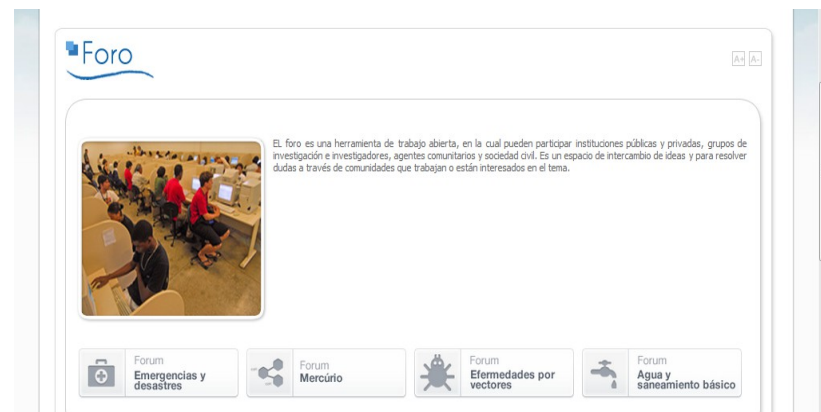 Foro
A+ A-
EL foro es una herramienta de trabajo abierta, en la cual pueden participar instituciones públicas y privadas, grupos de
investigación e investigadores, agentes comunitarios y sociedad civil. Es un espacio de intercambio de ideas y para resolver
dudas a través de comunidades que trabajan o están interesados en el tema.
Forum
Emergencias y
desastres
Forum
Mercúrio
Forum
Efermedades por
vectores
Forum
Agua y
saneamiento básico